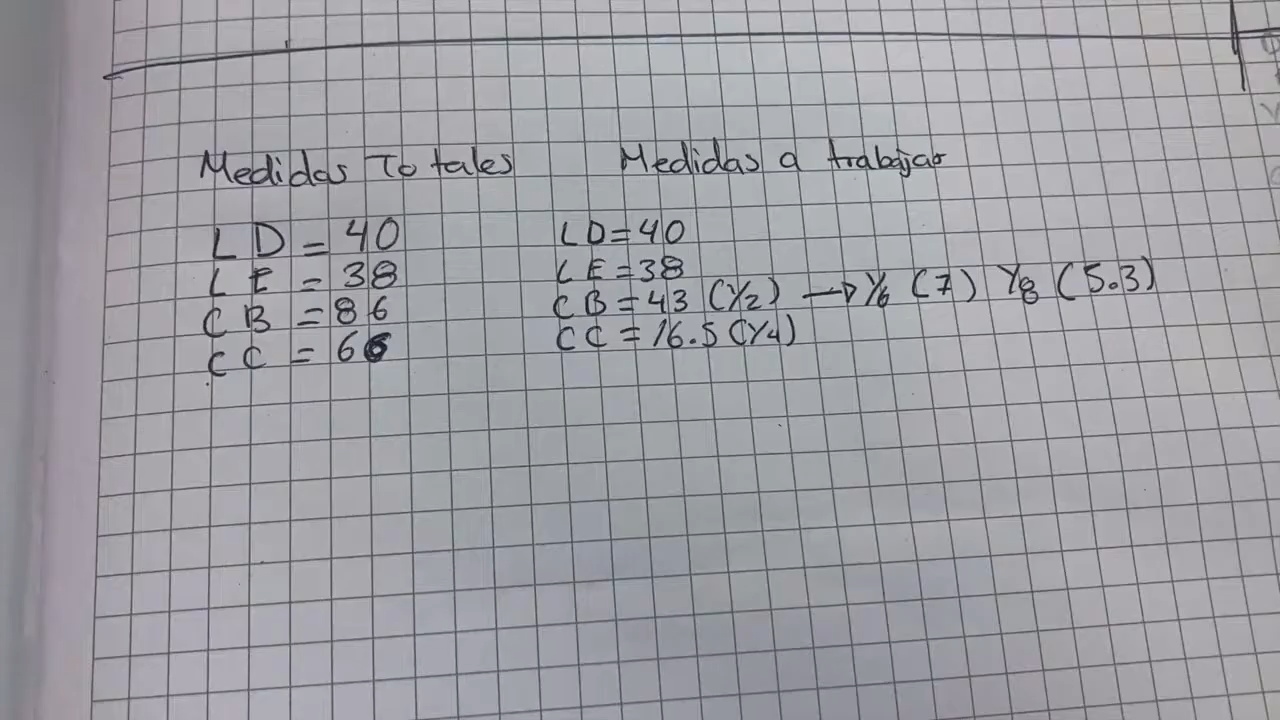 Medidas Totales
LD = 40
LE = 38
CB = 86
CC = 66
Medidas a trabajar
LD = 40
LE = 38
CB = 43 (1/2) → 1/6 (7) 1/8 (5.3)
CC = 16.5 (1/4)